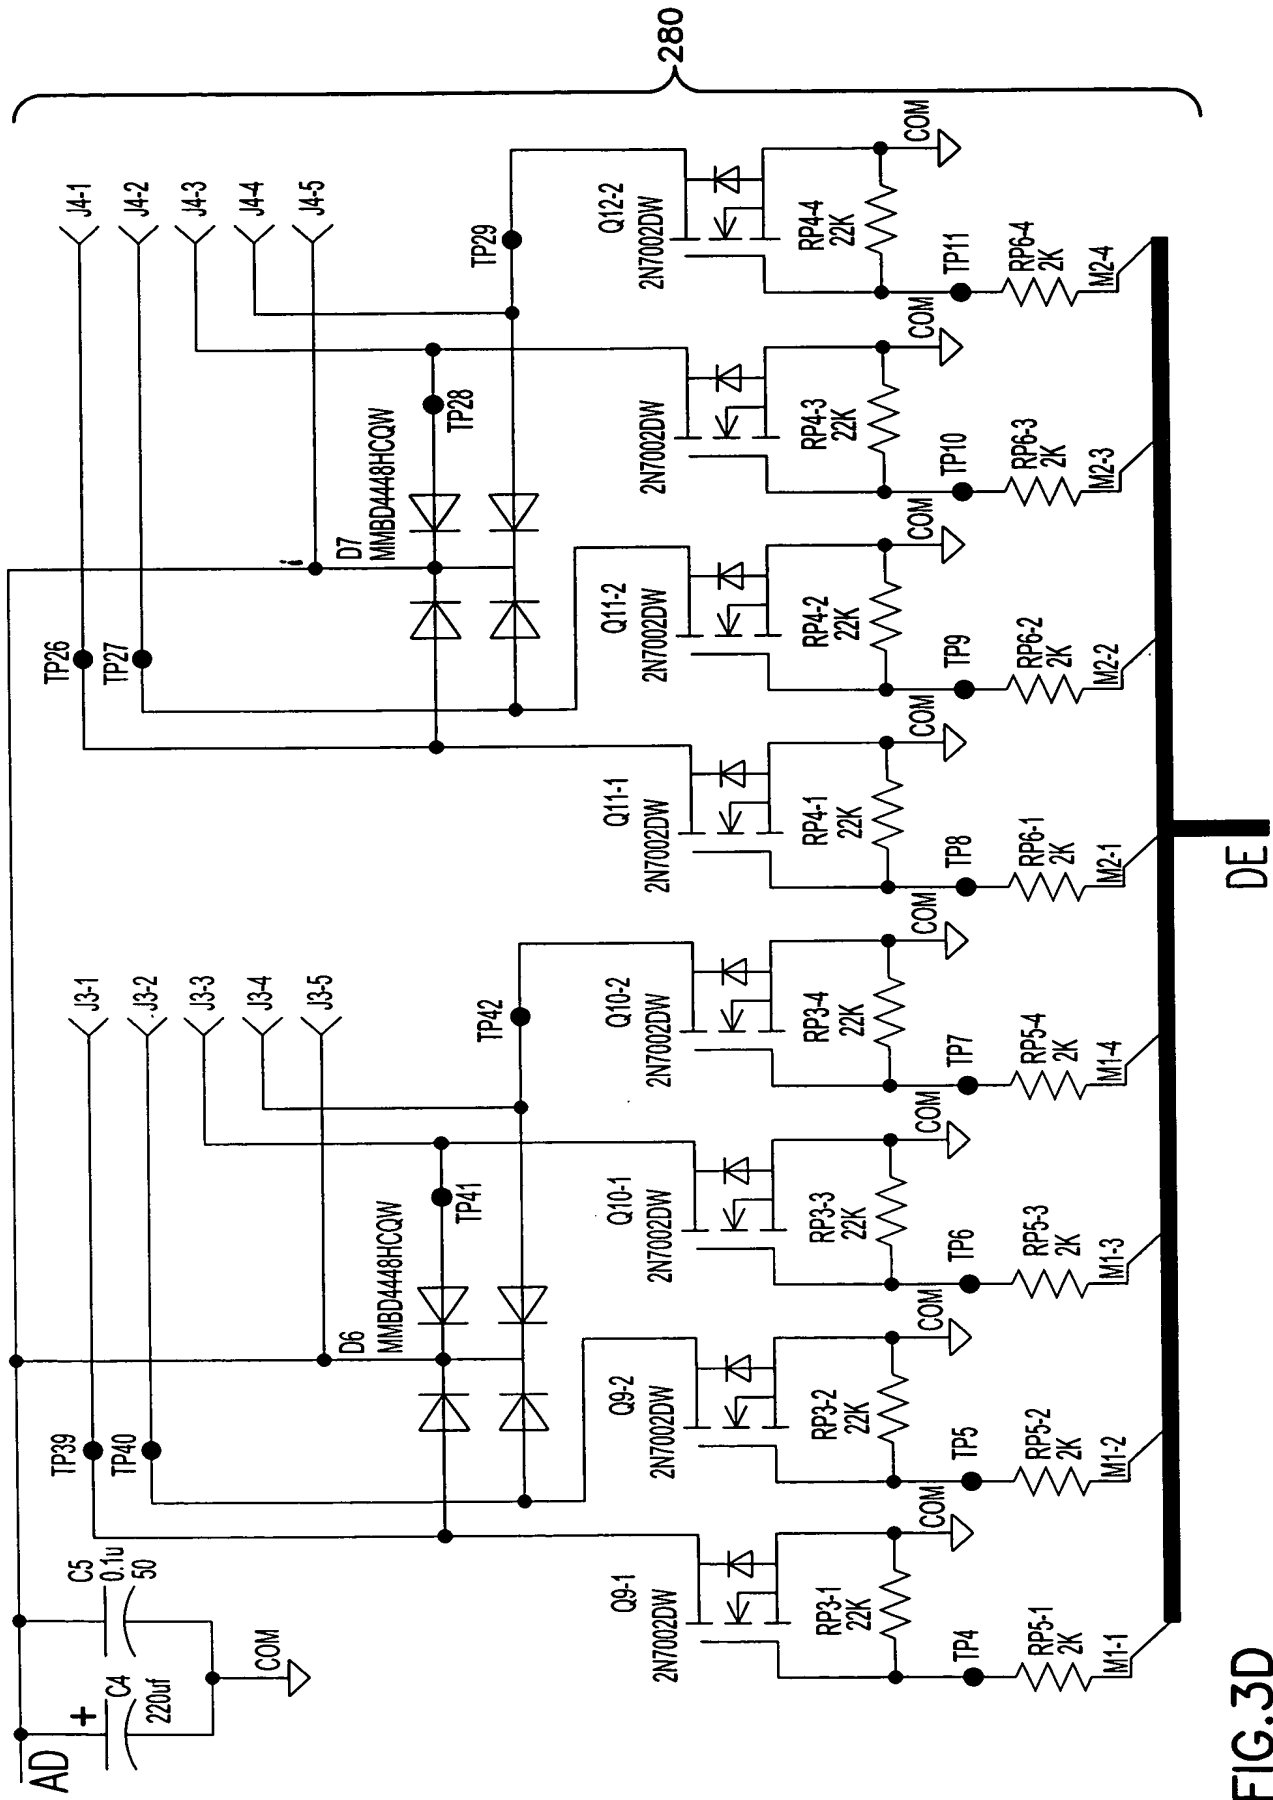 280
AD
C4
220uf
+
C5
0.1u
50
COM
TP39
TP40
J3-1
J3-2
J3-3
J3-4
J3-5
TP26
TP27
J4-1
J4-2
J4-3
J4-4
J4-5
D6
MMBD4448HCQW
TP41
TP42
D7
MMBD4448HCQW
TP28
TP29
Q9-1
2N7002DW
Q9-2
2N7002DW
Q10-1
2N7002DW
Q10-2
2N7002DW
Q11-1
2N7002DW
Q11-2
2N7002DW
2N7002DW
Q12-2
2N7002DW
RP3-1
22K
COM
RP3-2
22K
COM
RP3-3
22K
COM
RP3-4
22K
COM
RP4-1
22K
COM
RP4-2
22K
COM
RP4-3
22K
COM
RP4-4
22K
COM
TP4
TP5
TP6
TP7
TP8
TP9
TP10
TP11
RP5-1
2K
RP5-2
2K
RP5-3
2K
RP5-4
2K
RP6-1
2K
RP6-2
2K
RP6-3
2K
RP6-4
2K
M1-1
M1-2
M1-3
M1-4
M2-1
M2-2
M2-3
M2-4
DE
FIG.3D